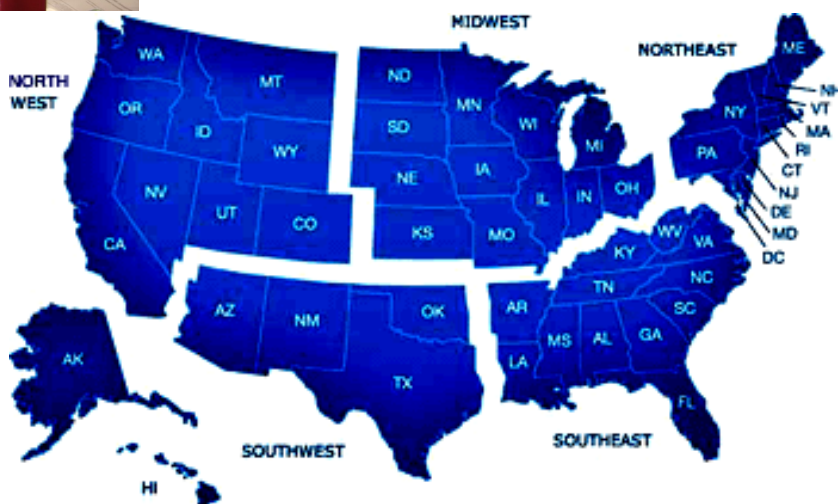 MIDWEST
NORTHEAST
NORTH
WEST
WA
MT
ND
MN
ME
OR
ID
WY
SD
WI
MI
NY
NH
VT
MA
RI
CT
NJ
DE
MD
DC
PA
NV
UT
CO
NE
IA
IL
IN
OH
CA
KS
MO
KY
WV
VA
AZ
NM
OK
AR
TN
NC
SC
AK
TX
LA
MS
AL
GA
FL
HI
SOUTHWEST
SOUTHEAST